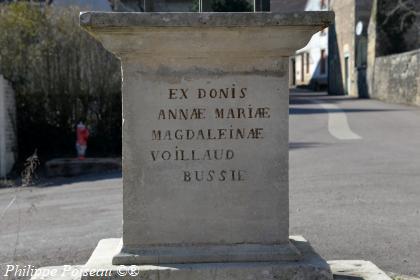 EX DONIS
ANNÆ MARIÆ
MAGDALEINÆ
VOILLAUD
BUSSIE
© Philippe Poiseau ®